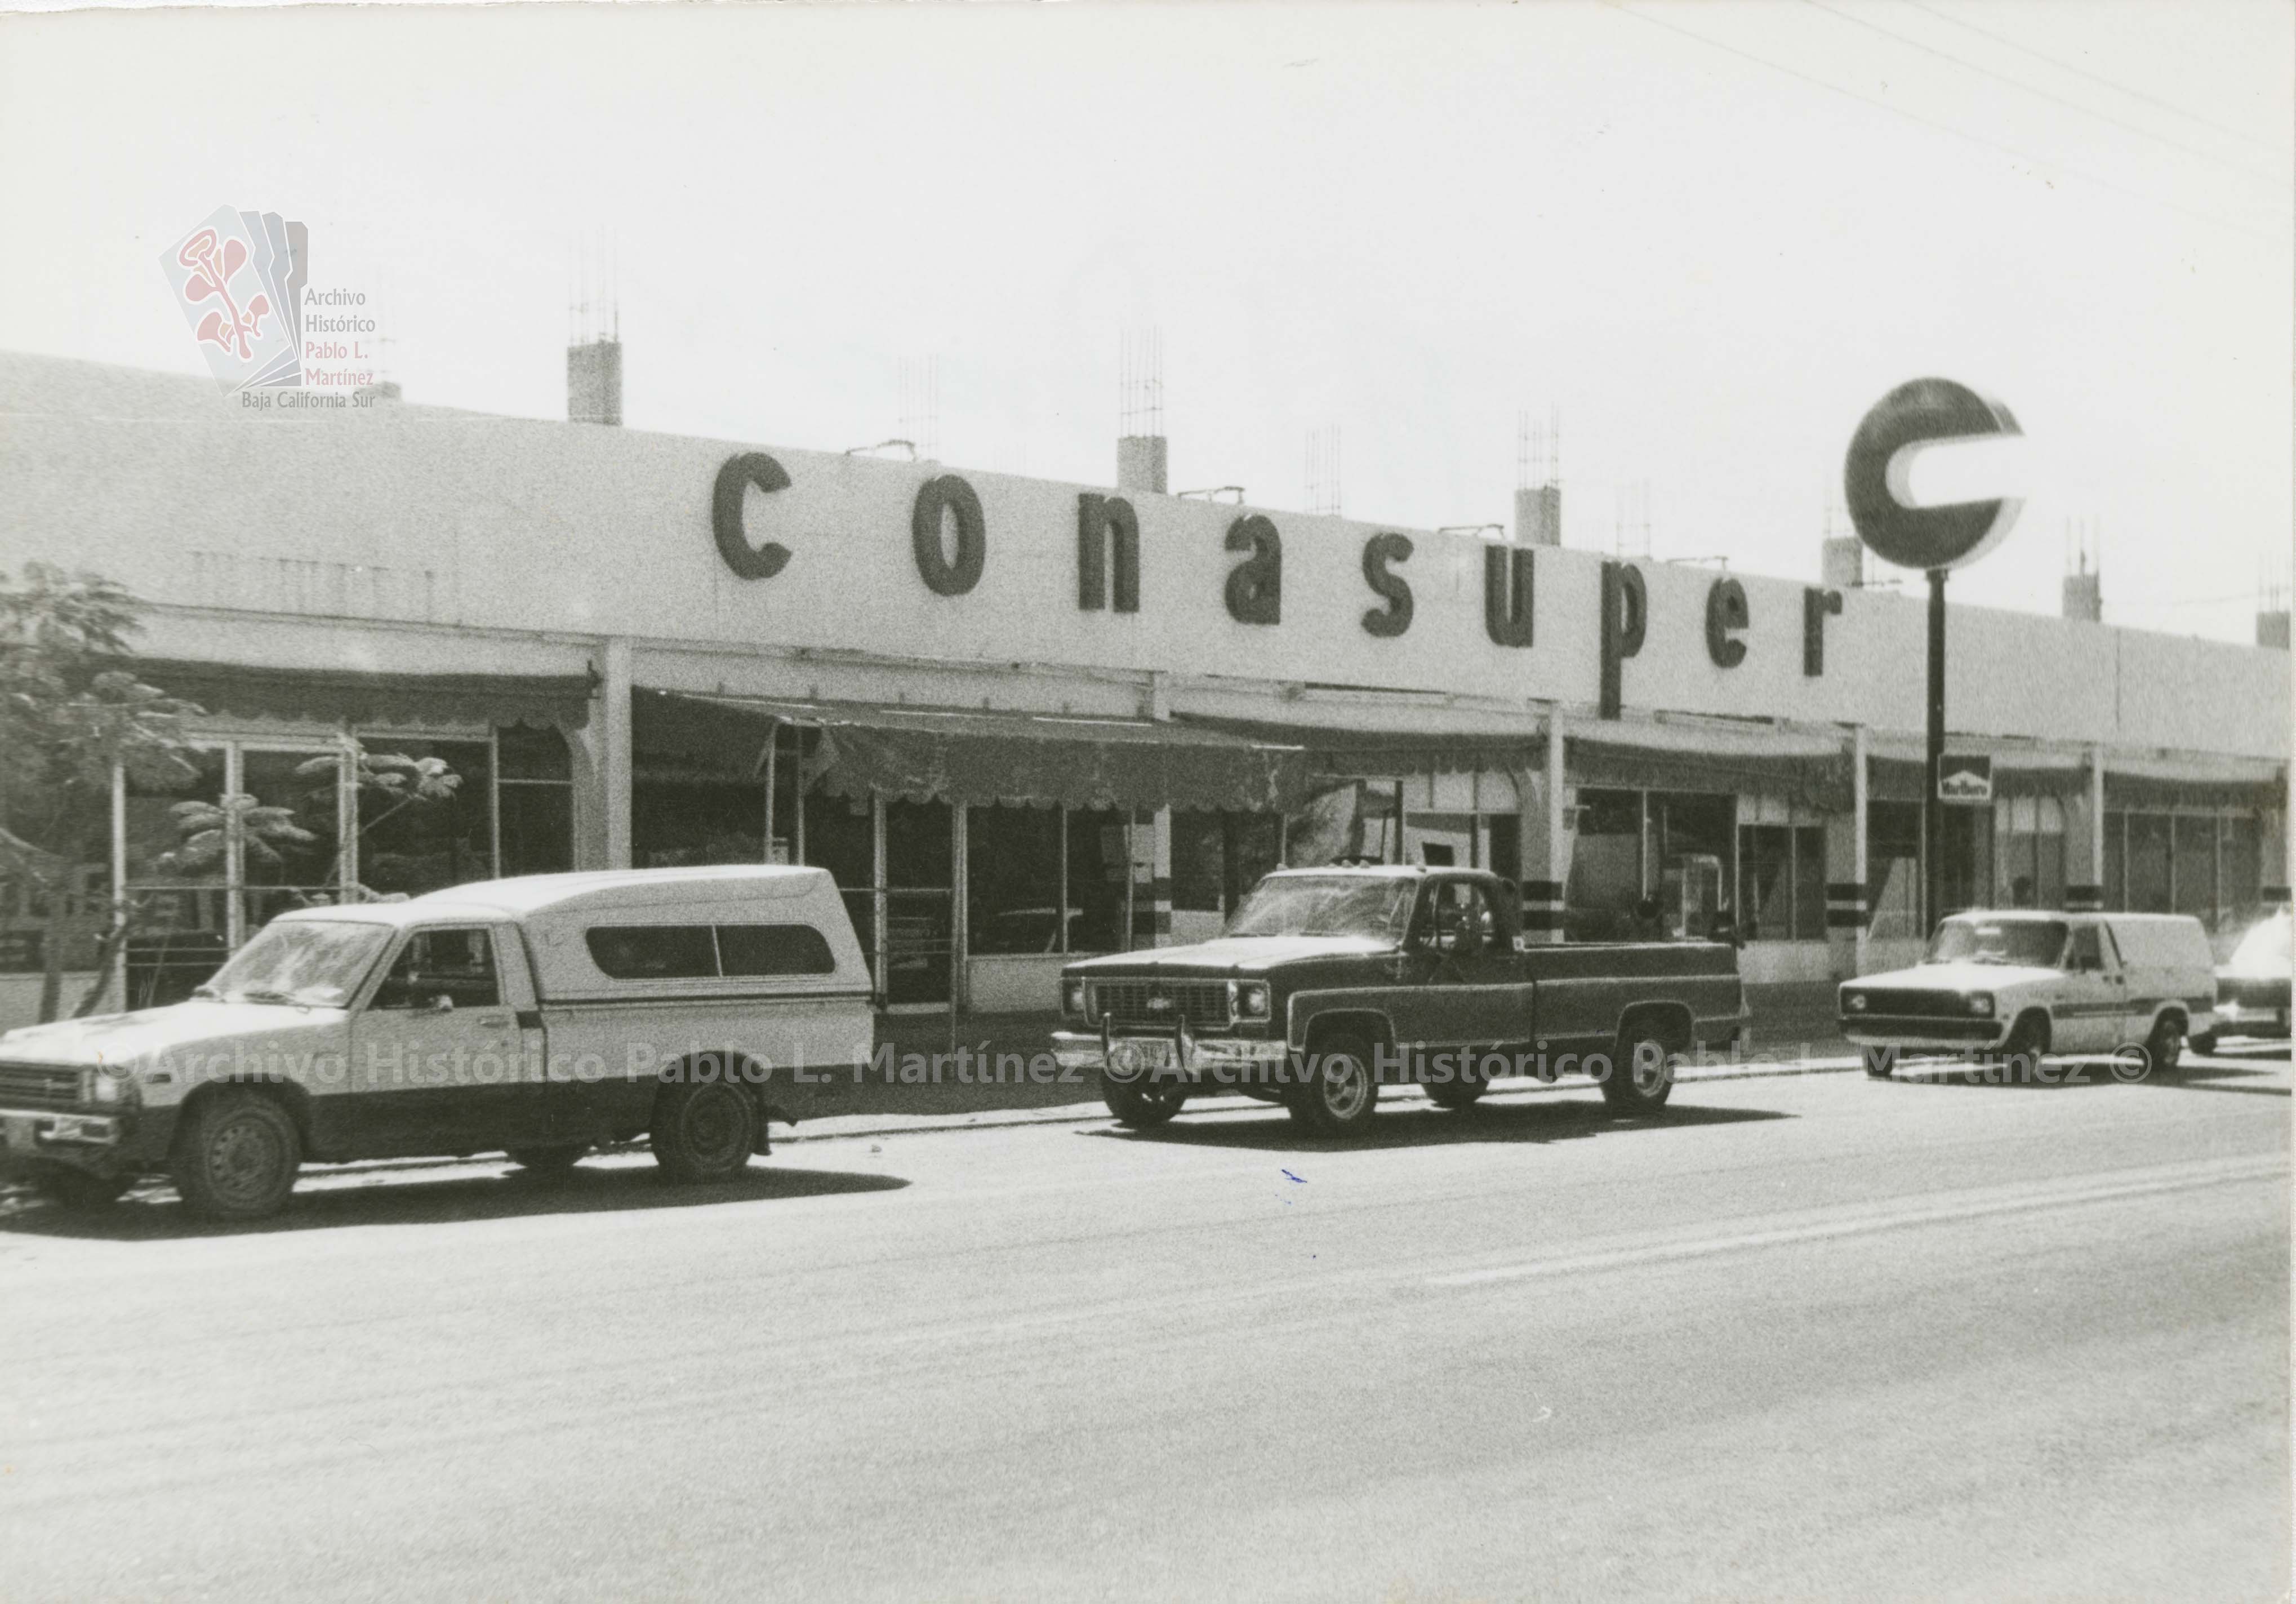 Archivo
Histórico
Pablo L.
Martínez
Baja California Sur
conasuper
Marlboro
©Archivo Histórico Pablo L. Martínez ©Archivo Histórico Pablo L. Martínez ©